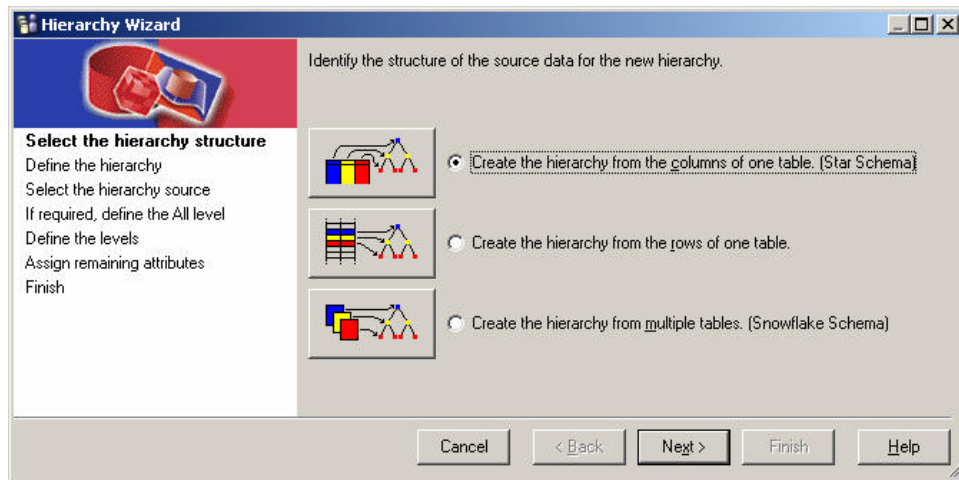 Hierarchy Wizard
Identify the structure of the source data for the new hierarchy.
Select the hierarchy structure
Define the hierarchy
Select the hierarchy source
If required, define the All level
Define the levels
Assign remaining attributes
Finish
Create the hierarchy from the columns of one table. (Star Schema)
Create the hierarchy from the rows of one table.
Create the hierarchy from multiple tables. (Snowflake Schema)
Cancel
< Back
Next >
Finish
Help